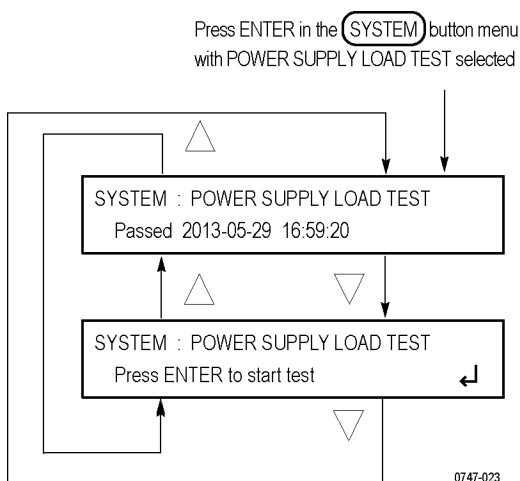 Press ENTER in the SYSTEM button menu
with POWER SUPPLY LOAD TEST selected
SYSTEM : POWER SUPPLY LOAD TEST
Passed 2013-05-29 16:59:20
SYSTEM : POWER SUPPLY LOAD TEST
Press ENTER to start test
0747-023